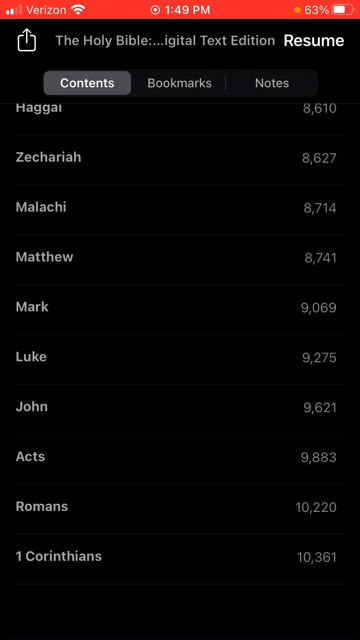 Verizon 1:49 PM 63%
The Holy Bible:...igital Text Edition Resume
Contents Bookmarks Notes
Haggai 8,610
Zechariah 8,627
Malachi 8,714
Matthew 8,741
Mark 9,069
Luke 9,275
John 9,621
Acts 9,883
Romans 10,220
1 Corinthians 10,361